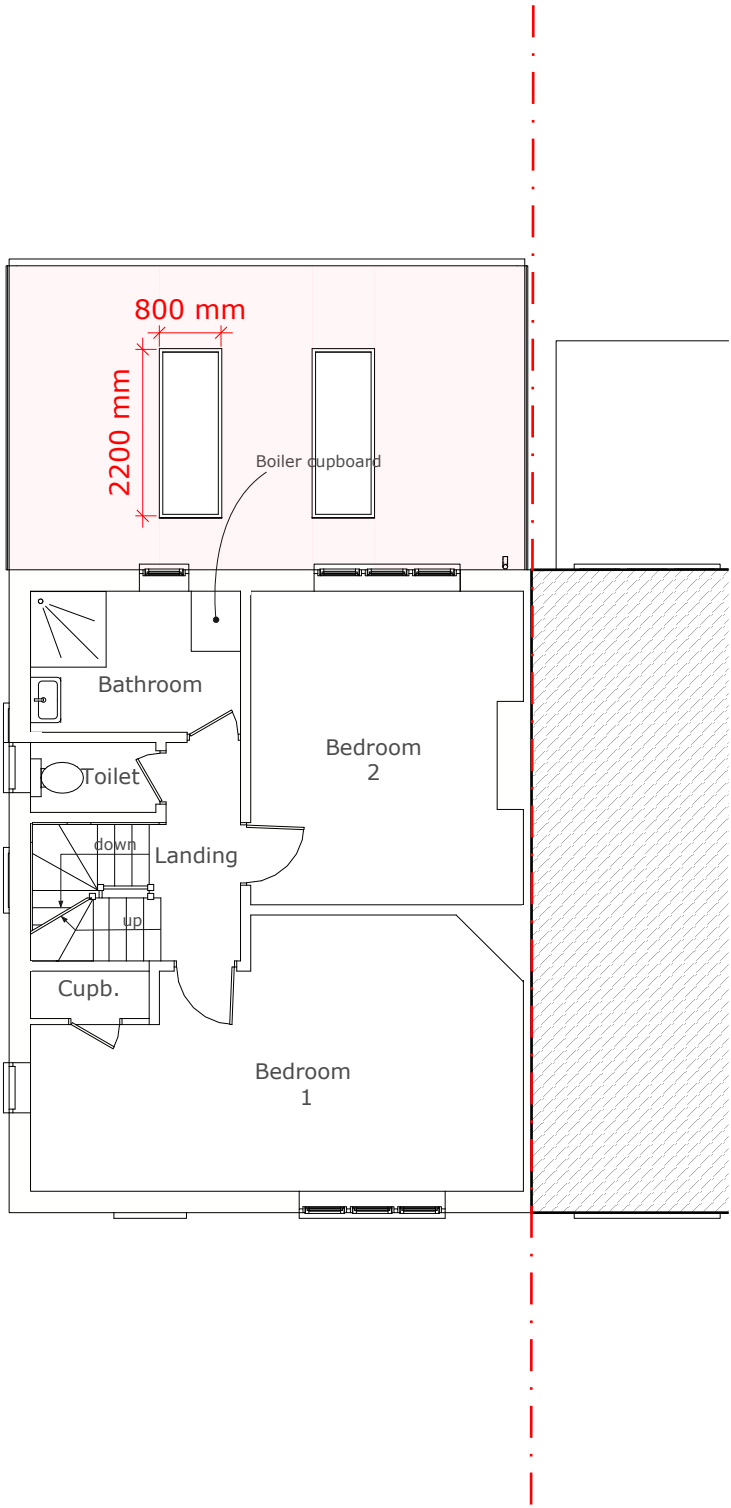 800 mm
2200 mm
Boiler cupboard
Bathroom
Bedroom
2
Toilet
down
Landing
up
Cupb.
Bedroom
1